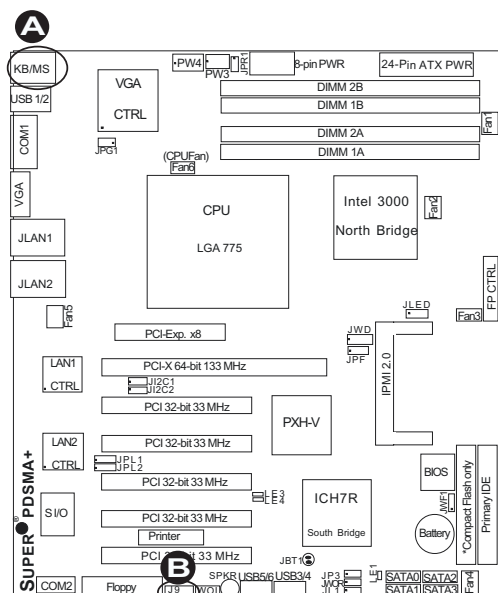 A
KB/MS
PW4
PW3
JPR1
8-pin PWR
24-Pin ATX PWR
USB 1/2
VGA
CTRL
DIMM 2B
DIMM 1B
DIMM 2A
DIMM 1A
Fan1
COM1
JPG1
(CPUFan)
Fan6
VGA
CPU
LGA 775
Intel 3000
North Bridge
Fan2
JLAN1
JLAN2
FP CTRL
Fan5
JLED
Fan3
PCI-Exp. x8
JWD
JPF
IPMI 2.0
LAN1
CTRL
PCI-X 64-bit 133 MHz
JI2C1
JI2C2
PCI 32-bit 33 MHz
PXH-V
LAN2
CTRL
PCI 32-bit 33 MHz
JPL1
JPL2
PCI 32-bit 33 MHz
LE3
LE4
BIOS
JWF1
*Compact Flash only
Primary IDE
S I/O
ICH7R
South Bridge
PCI 32-bit 33 MHz
Printer
Battery
SUPER ® PDSMA+
PCI 33 MHz
B
JBT1
COM2
Floppy
J9
WOL
SPKR
USB5/6
USB3/4
JP3
WOR
JL1
LE1
SATA0
SATA2
SATA1
SATA3
Fan4